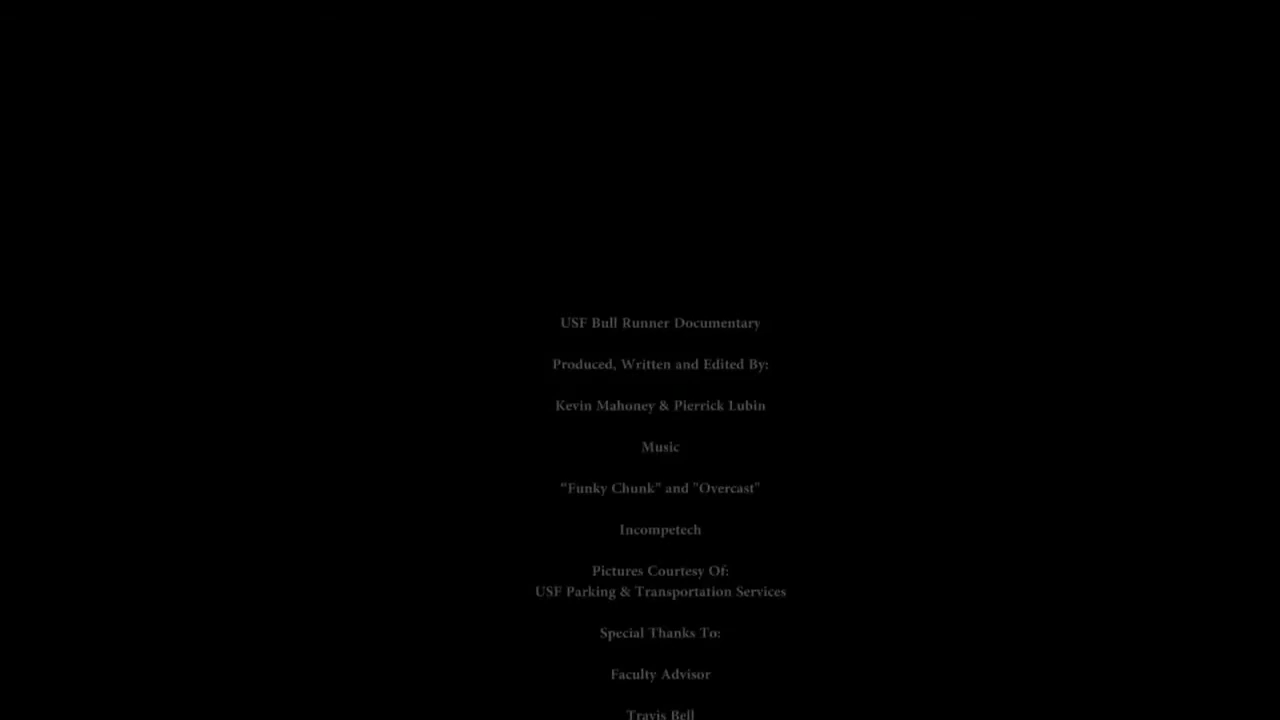 USF Bull Runner Documentary
Produced, Written and Edited By:
Kevin Mahoney & Pierrick Lubin
Music
"Funky Chunk" and "Overcast"
Incompetech
Pictures Courtesy Of:
USF Parking & Transportation Services
Special Thanks To:
Faculty Advisor
Travis Bell